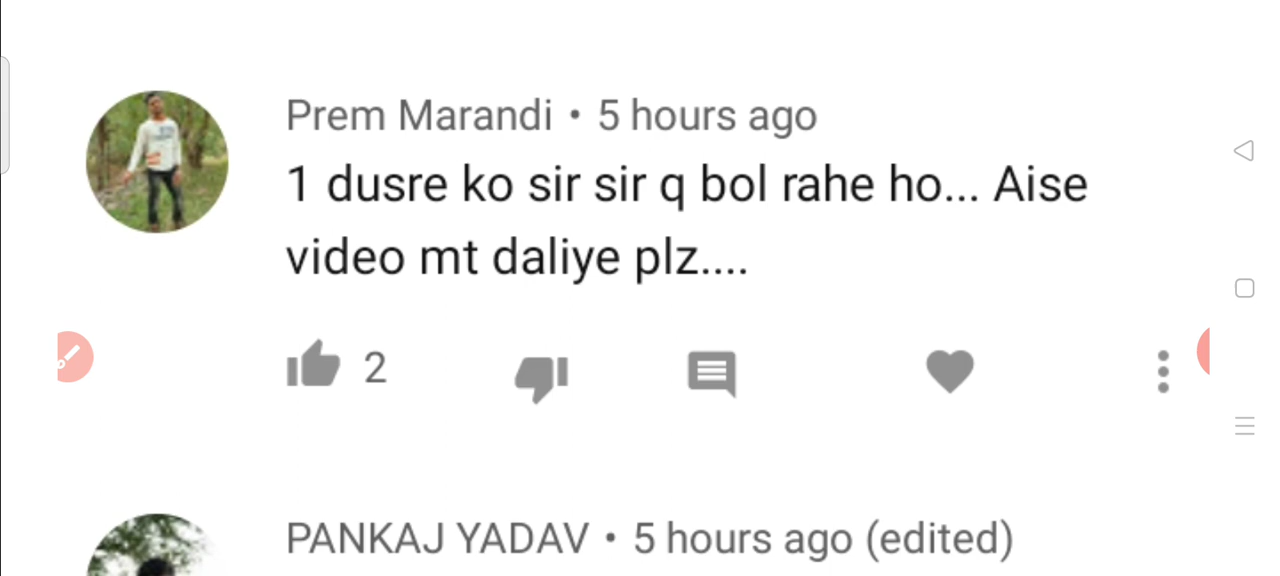 Prem Marandi • 5 hours ago
1 dusre ko sir sir q bol rahe ho... Aise
video mt daliye plz....
2
PANKAJ YADAV • 5 hours ago (edited)